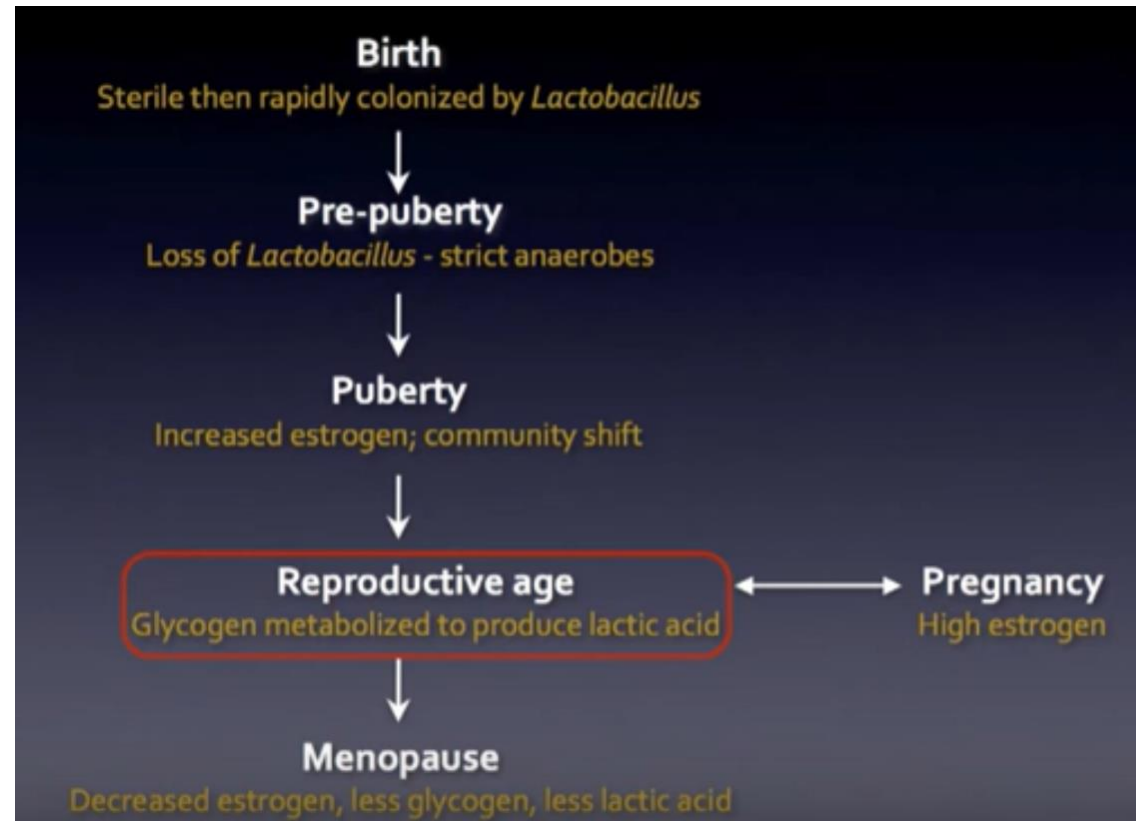 Birth
Sterile then rapidly colonized by Lactobacillus
Pre-puberty
Loss of Lactobacillus - strict anaerobes
Puberty
Increased estrogen; community shift
Reproductive age
Glycogen metabolized to produce lactic acid
Pregnancy
High estrogen
Menopause
Decreased estrogen, less glycogen, less lactic acid